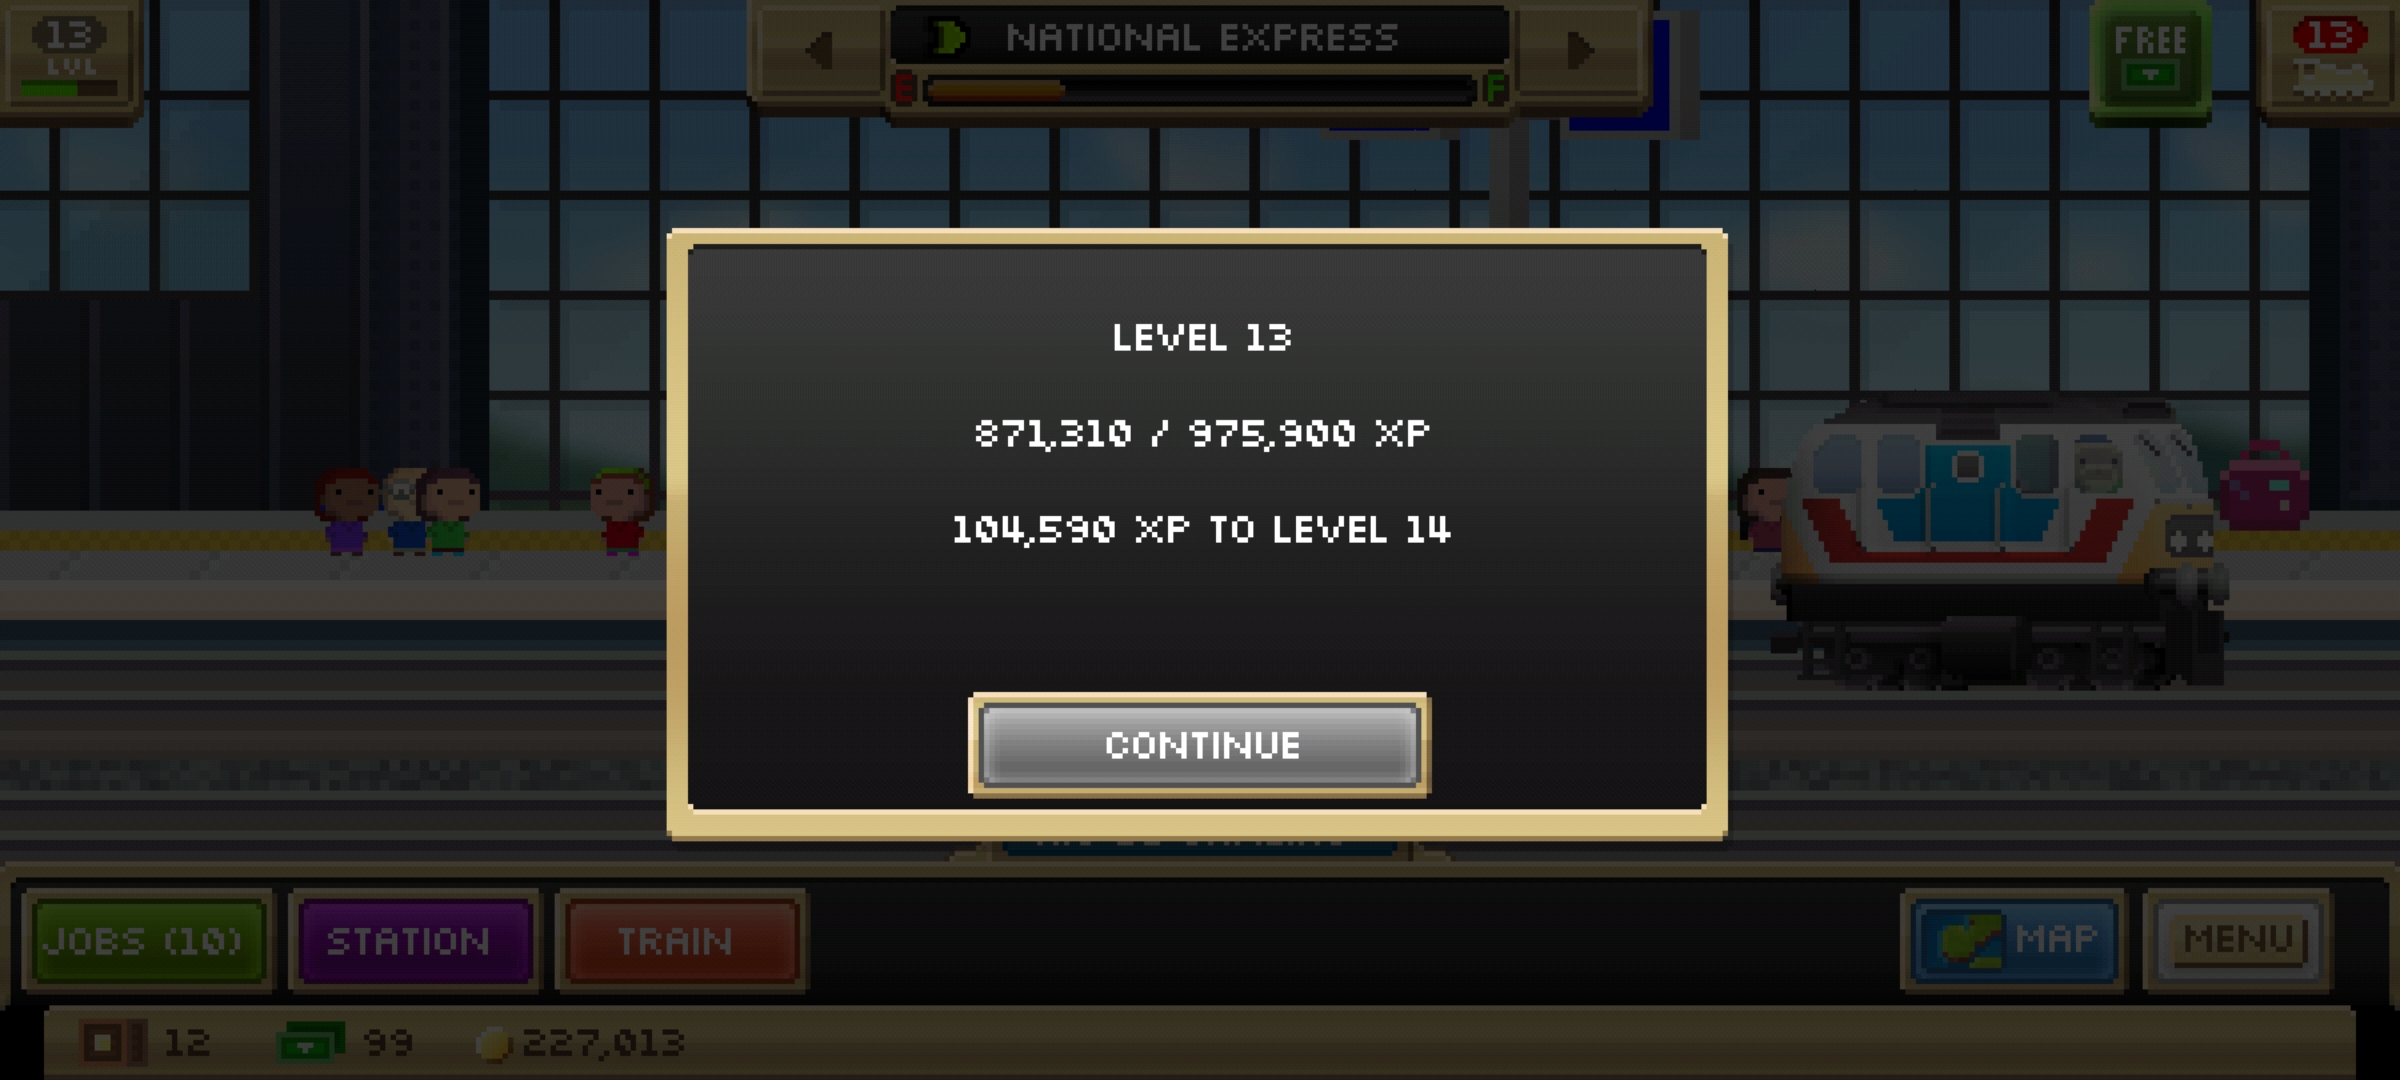 13
LVL
NATIONAL EXPRESS
E
F
FREE
13
LEVEL 13
871,310 / 975,900 XP
104,590 XP TO LEVEL 14
CONTINUE
JOBS (10)
STATION
TRAIN
MAP
MENU
12
99
227,013